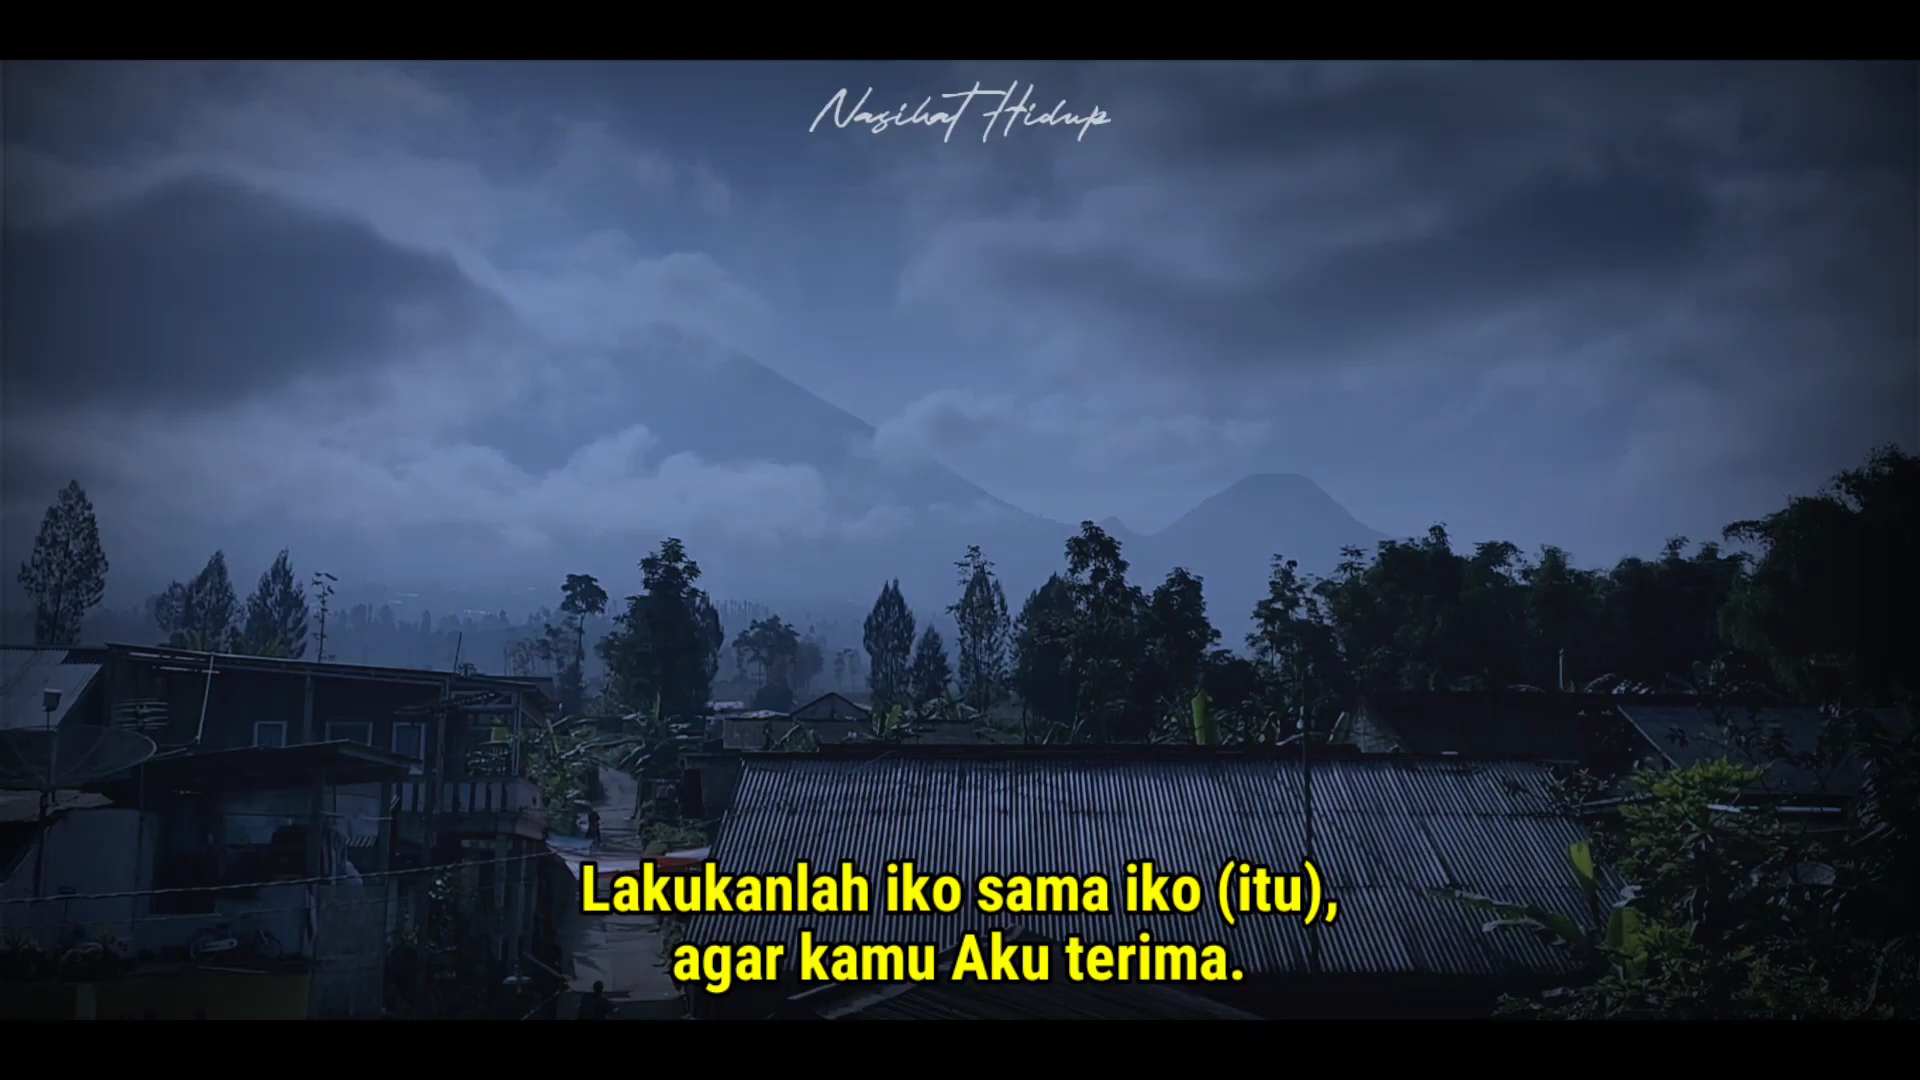 Nasihat Hidup
Lakukanlah iko sama iko (itu),
agar kamu Aku terima.